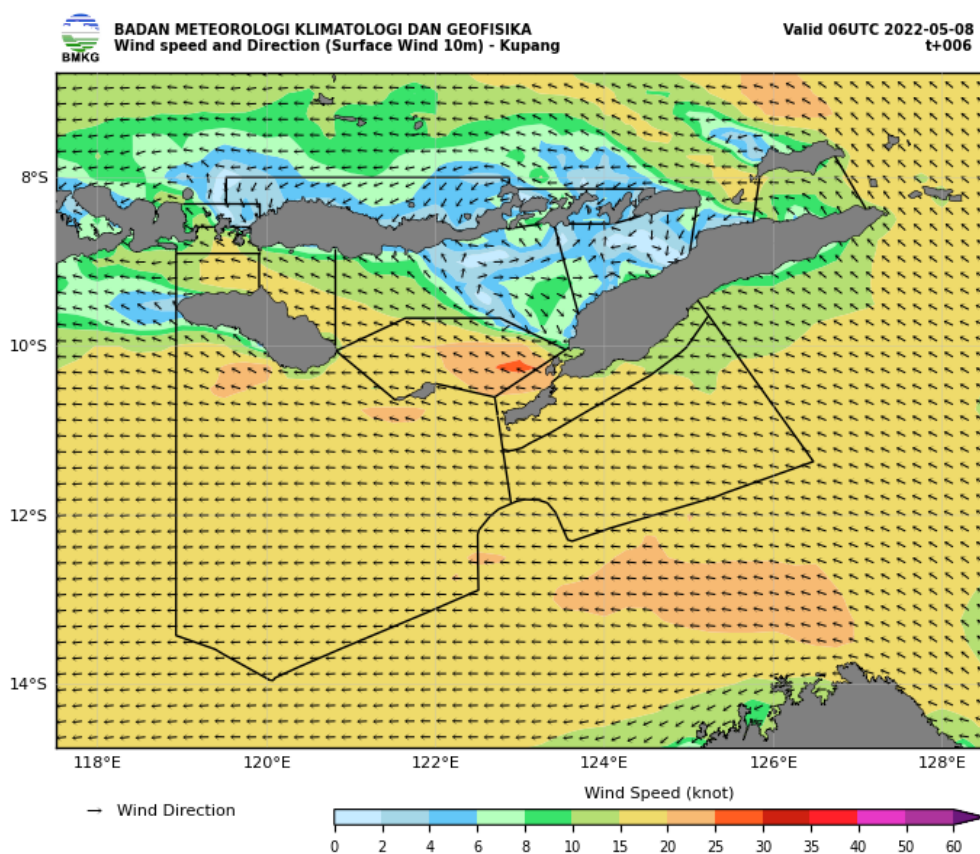 BADAN METEOROLOGI KLIMATOLOGI DAN GEOFISIKA
Wind speed and Direction (Surface Wind 10m) - Kupang
Valid 06UTC 2022-05-08
t+006
BMKG
8°S
10°S
12°S
14°S
118°E 120°E 122°E 124°E 126°E 128°E
Wind Direction
Wind Speed (knot)
0 2 4 6 8 10 15 20 25 30 35 40 50 60